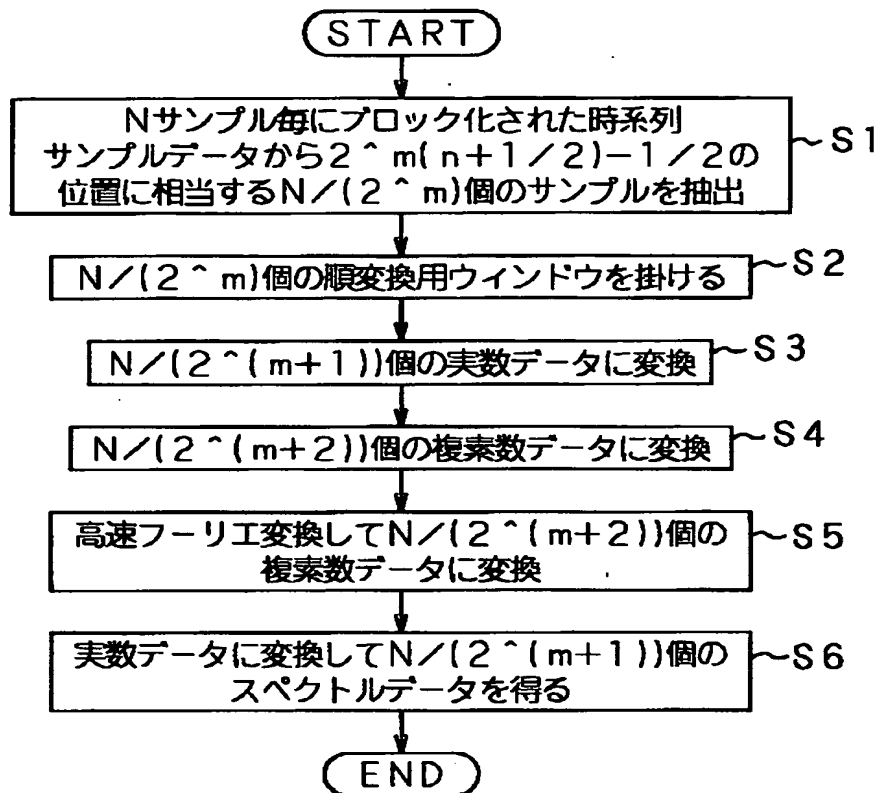 START
Nサンプル毎にブロック化された時系列
サンプルデータから2^m(n+1/2)-1/2の
位置に相当するN/(2^m)個のサンプルを抽出
~S1
N/(2^m)個の順変換用ウィンドウを掛ける
~S2
N/(2^(m+1))個の実数データに変換
~S3
N/(2^(m+2))個の複素数データに変換
~S4
高速フーリエ変換してN/(2^(m+2))個の
複素数データに変換
~S5
実数データに変換してN/(2^(m+1))個の
スペクトルデータを得る
~S6
END